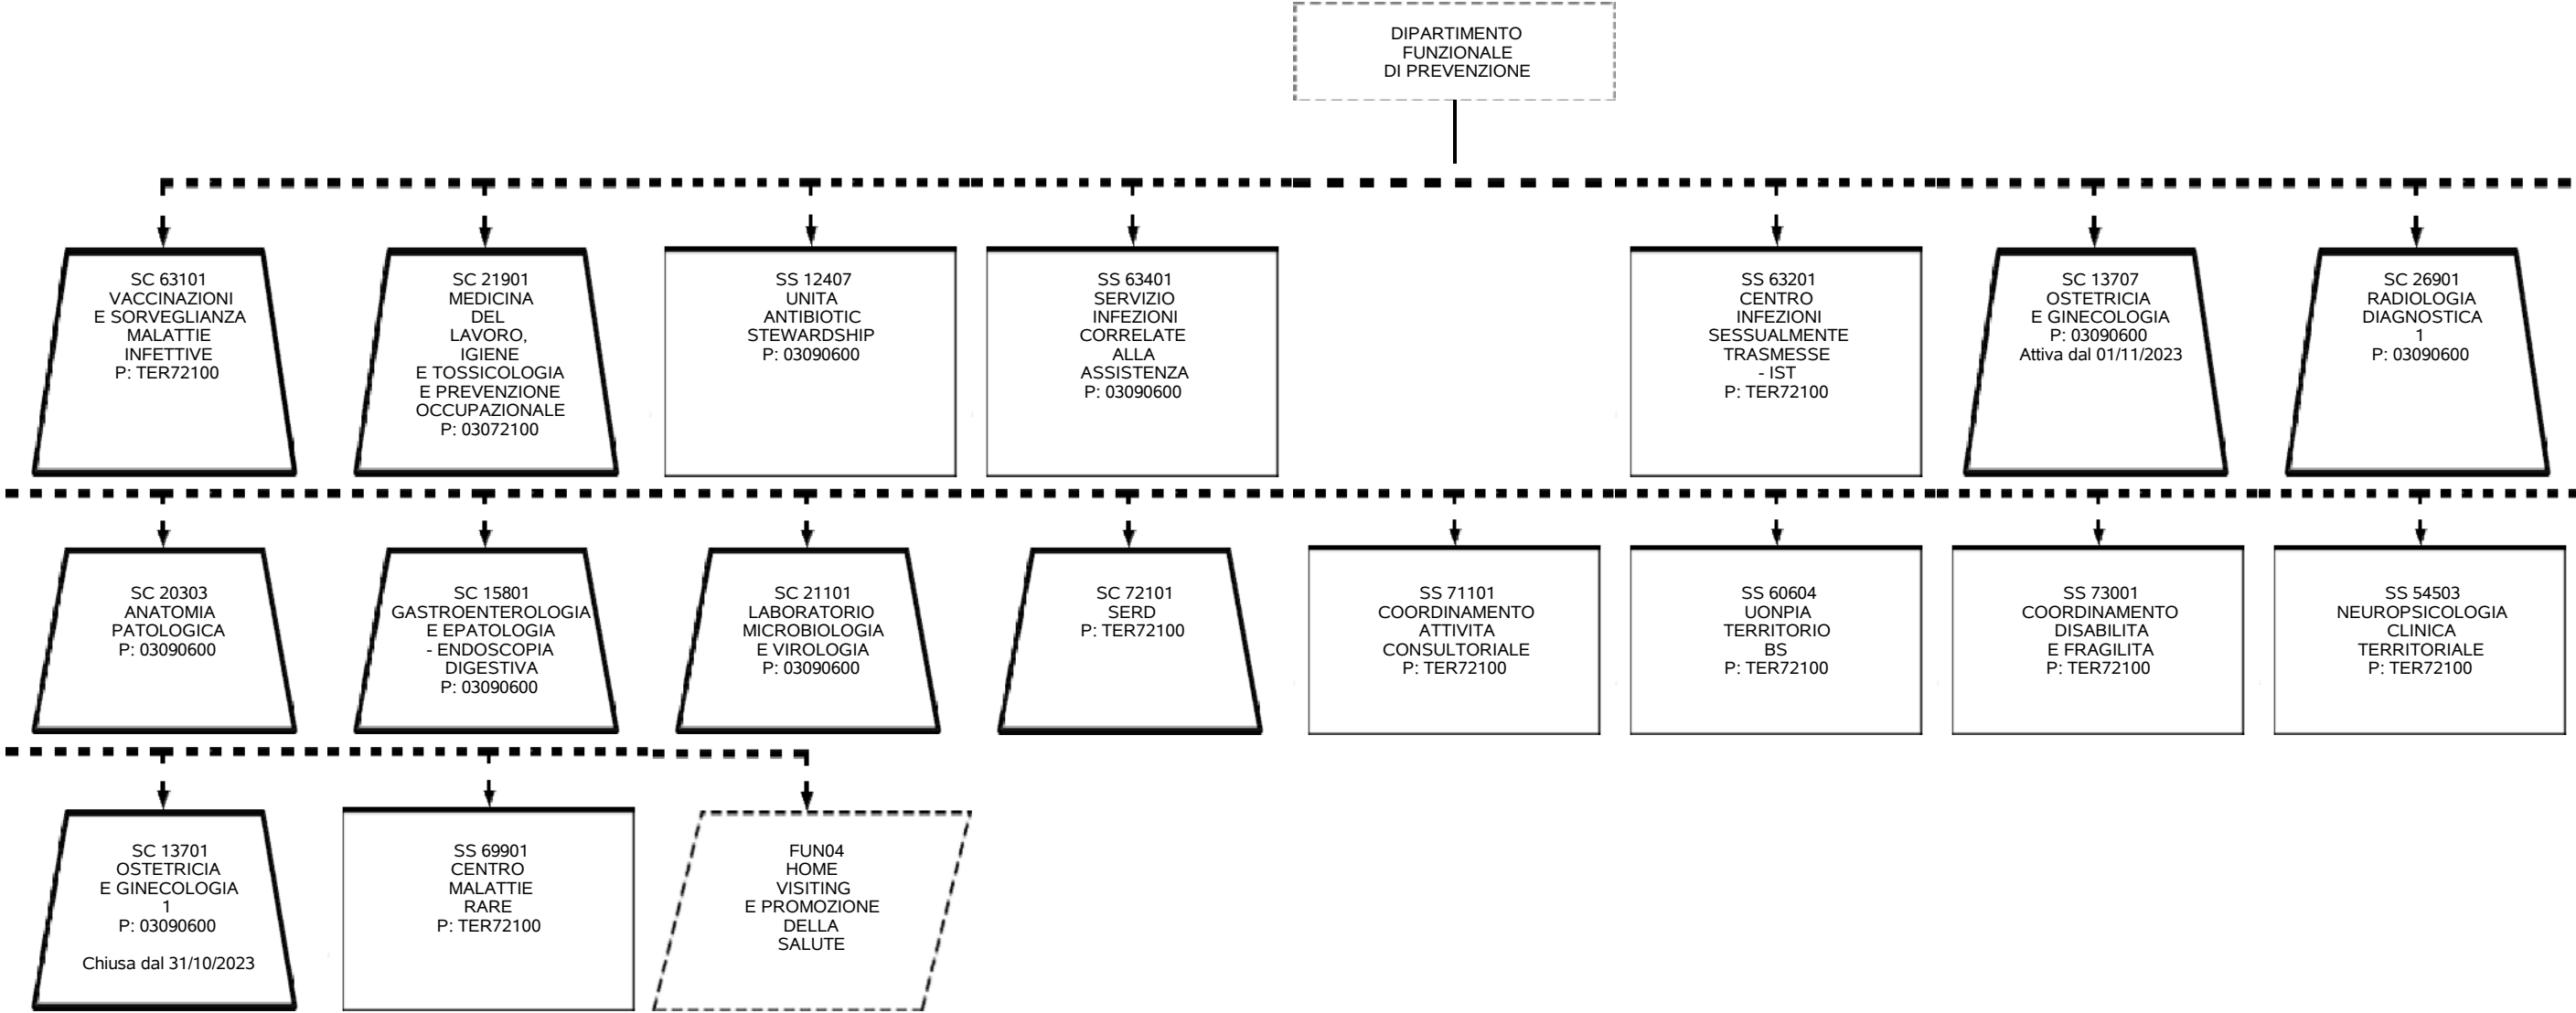 DIPARTIMENTO
FUNZIONALE
DI PREVENZIONE
SC 63101
VACCINAZIONI
E SORVEGLIANZA
MALATTIE
INFETTIVE
P: TER72100
SC 21901
MEDICINA
DEL
LAVORO,
IGIENE
E TOSSICOLOGIA
E PREVENZIONE
OCCUPAZIONALE
P: 03072100
SS 12407
UNITA
ANTIBIOTIC
STEWARDSHIP
P: 03090600
SS 63401
SERVIZIO
INFEZIONI
CORRELATE
ALLA
ASSISTENZA
P: 03090600
SS 63201
CENTRO
INFEZIONI
SESSUALMENTE
TRASMESSE
- IST
P: TER72100
SC 13707
OSTETRICIA
E GINECOLOGIA
P: 03090600
Attiva dal 01/11/2023
SC 26901
RADIOLOGIA
DIAGNOSTICA
1
P: 03090600
SC 20303
ANATOMIA
PATOLOGICA
P: 03090600
SC 15801
GASTROENTEROLOGIA
E EPATOLOGIA
- ENDOSCOPIA
DIGESTIVA
P: 03090600
SC 21101
LABORATORIO
MICROBIOLOGIA
E VIROLOGIA
P: 03090600
SC 72101
SERD
P: TER72100
SS 71101
COORDINAMENTO
ATTIVITA
CONSULTORIALE
P: TER72100
SS 60604
UONPIA
TERRITORIO
BS
P: TER72100
SS 73001
COORDINAMENTO
DISABILITA
E FRAGILITA
P: TER72100
SS 54503
NEUROPSICOLOGIA
CLINICA
TERRITORIALE
P: TER72100
SC 13701
OSTETRICIA
E GINECOLOGIA
1
P: 03090600
Chiusa dal 31/10/2023
SS 69901
CENTRO
MALATTIE
RARE
P: TER72100
FUN04
HOME
VISITING
E PROMOZIONE
DELLA
SALUTE